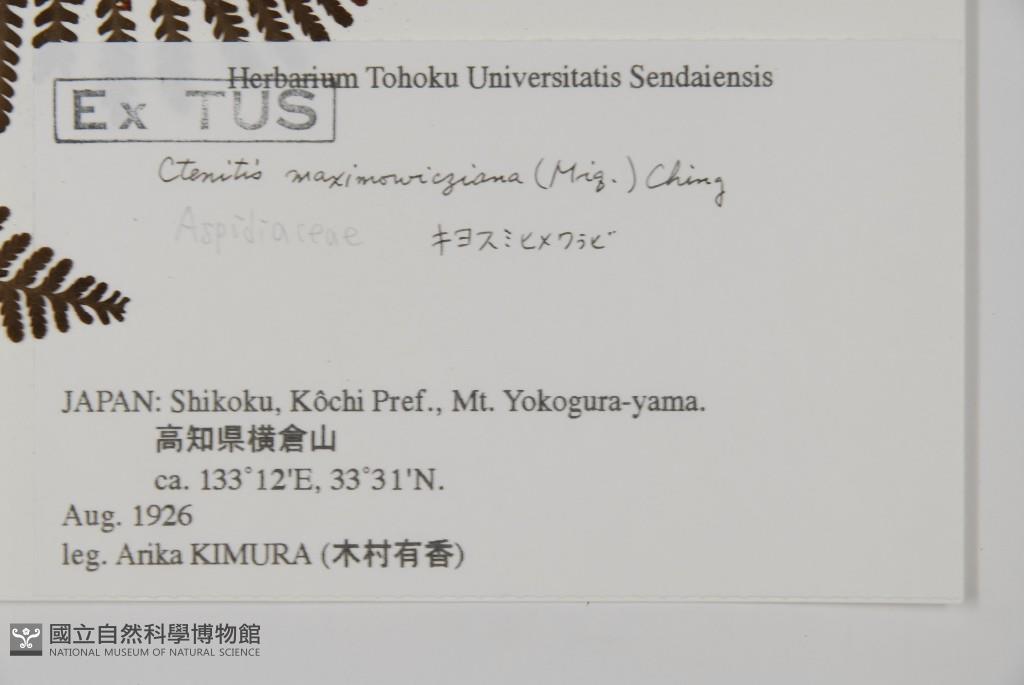 Herbarium Tohoku Universitatis Sendaiensis
Ex TUS
Ctenitis maximowicziana (Miq.) Ching
Aspidiaceae キヨスミヒメワラビ
JAPAN: Shikoku, Kôchi Pref., Mt. Yokogura-yama.
高知県横倉山
ca. 133°12'E, 33°31'N.
Aug. 1926
leg. Arika KIMURA (木村有香)
國立自然科學博物館
NATIONAL MUSEUM OF NATURAL SCIENCE